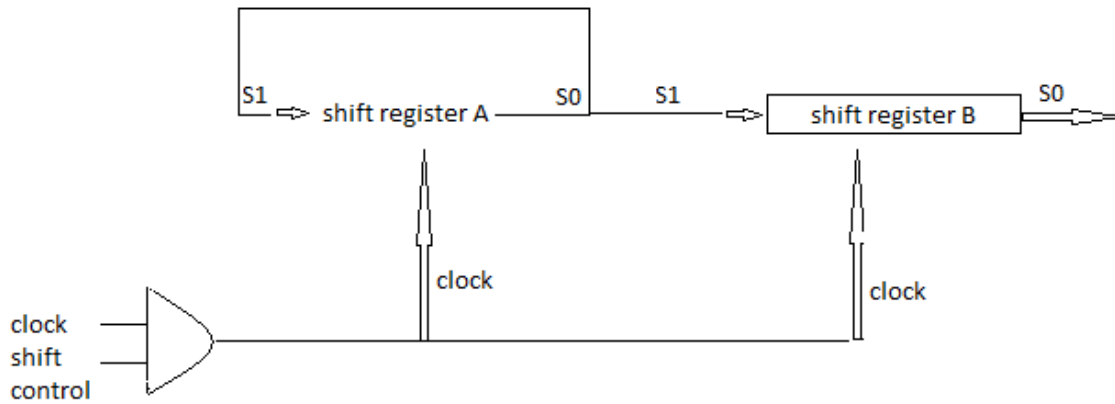 S1
shift register A
S0
S1
shift register B
S0
clock
clock
clock
shift
control